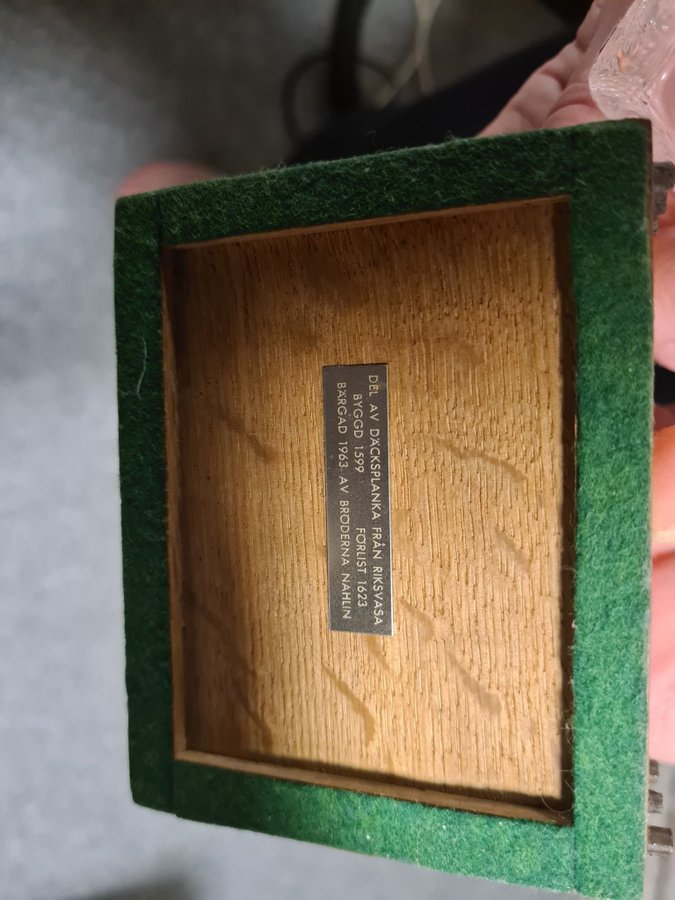 DEL AV DÄCKSPLANKA FRÅN RIKSVASA
BYGGD 1599 FÖRLIST 1623
BÄRGAD 1963 AV BRÖDERNA NAHLIN